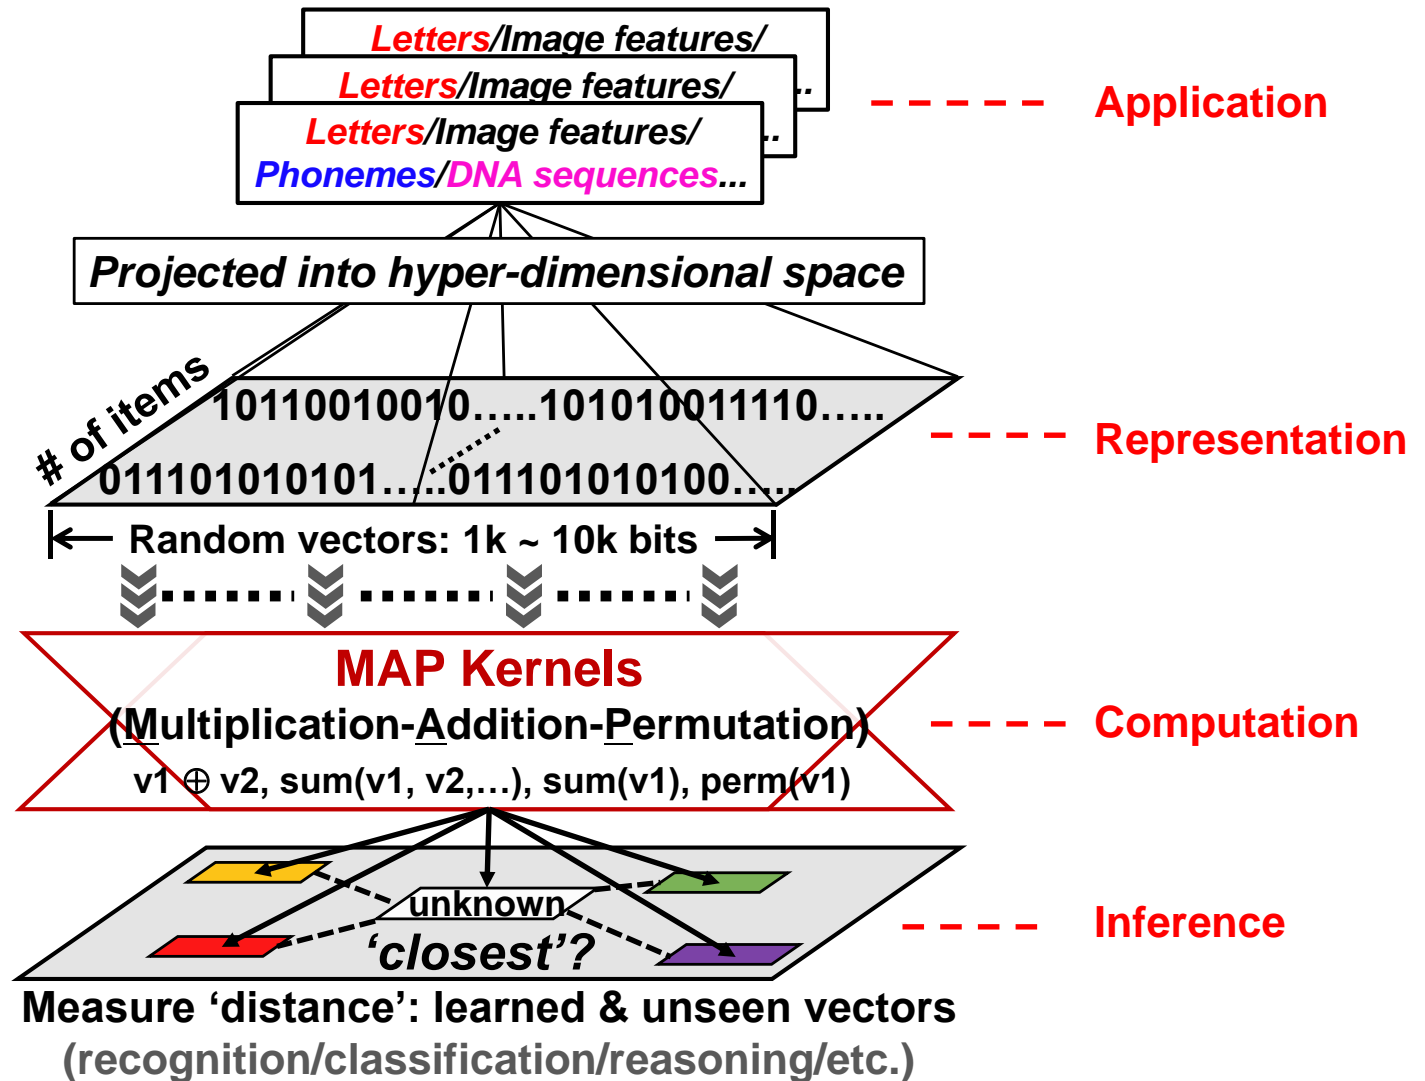 Letters/Image features/
..
Letters/Image features/
..
Letters/Image features/
Phonemes/DNA sequences...
Application
Projected into hyper-dimensional space
# of items
10110010010…..101010011110…..
011101010101…..011101010100…..
Representation
Random vectors: 1k ~ 10k bits
MAP Kernels
(Multiplication-Addition-Permutation)
v1 ⊕ v2, sum(v1, v2,…), sum(v1), perm(v1)
Computation
unknown
‘closest’?
Inference
Measure ‘distance’: learned & unseen vectors
(recognition/classification/reasoning/etc.)